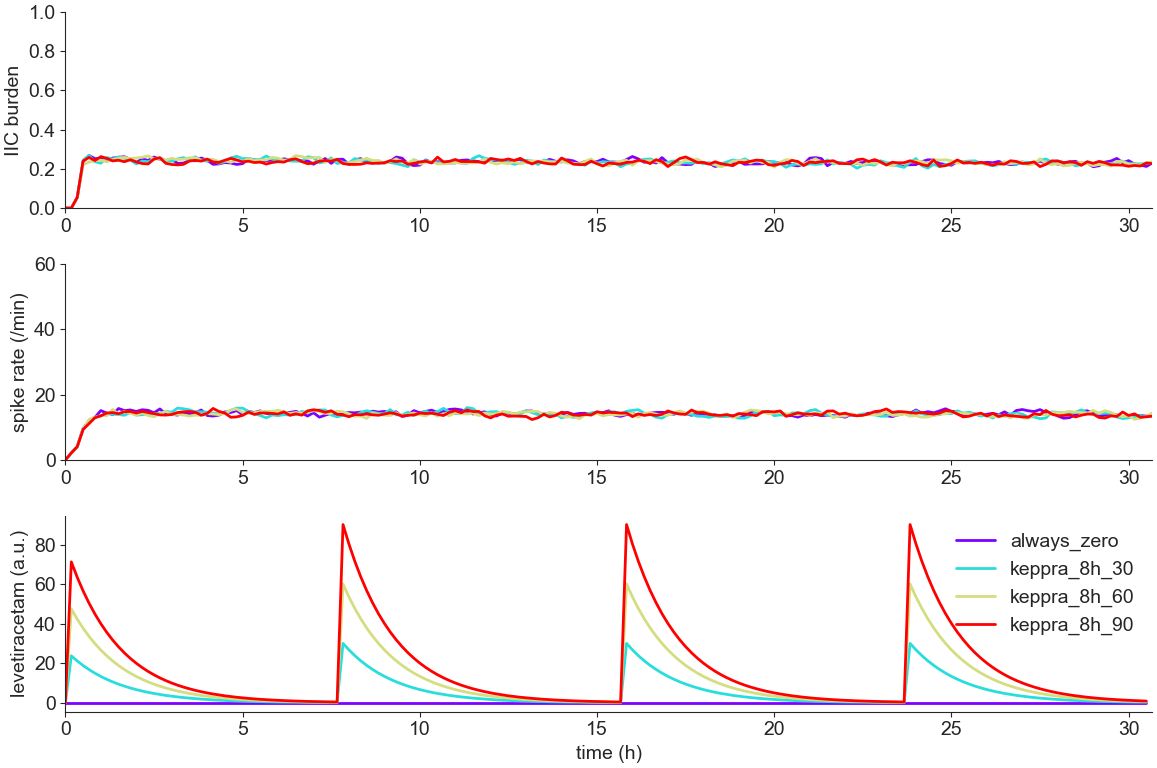 IIC burden
1.0
0.8
0.6
0.4
0.2
0.0
0 5 10 15 20 25 30
spike rate (/min)
60
40
20
0
0 5 10 15 20 25 30
levetiracetam (a.u.)
80
60
40
20
0
always_zero
keppra_8h_30
keppra_8h_60
keppra_8h_90
0 5 10 15 20 25 30
time (h)